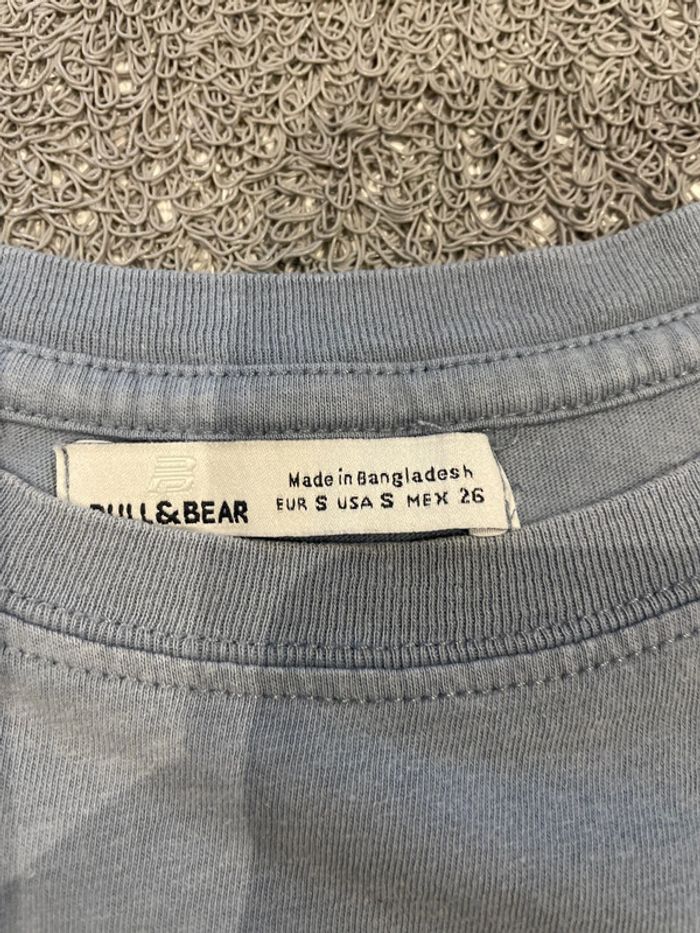 PULL&BEAR
Made in Bangladesh
EUR S USA S MEX 26